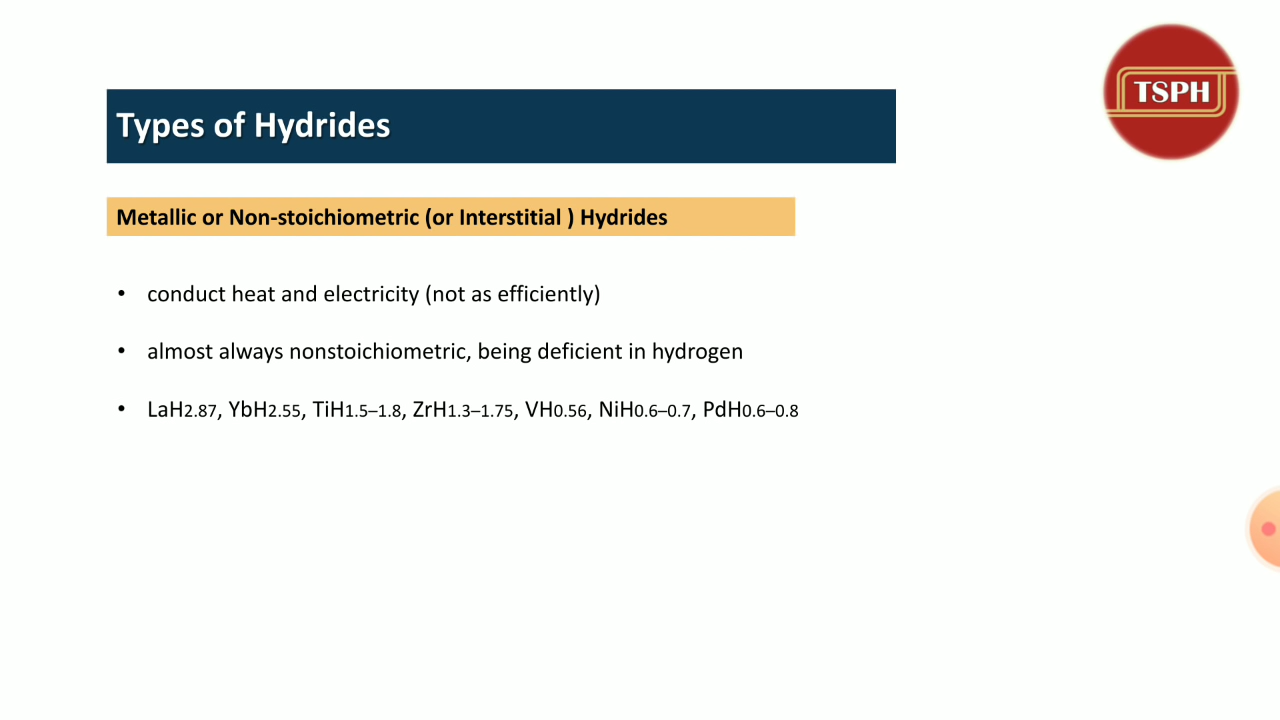 TSPH
Types of Hydrides
Metallic or Non-stoichiometric (or Interstitial ) Hydrides
• conduct heat and electricity (not as efficiently)
• almost always nonstoichiometric, being deficient in hydrogen
• LaH2.87, YbH2.55, TiH1.5–1.8, ZrH1.3–1.75, VH0.56, NiH0.6–0.7, PdH0.6–0.8